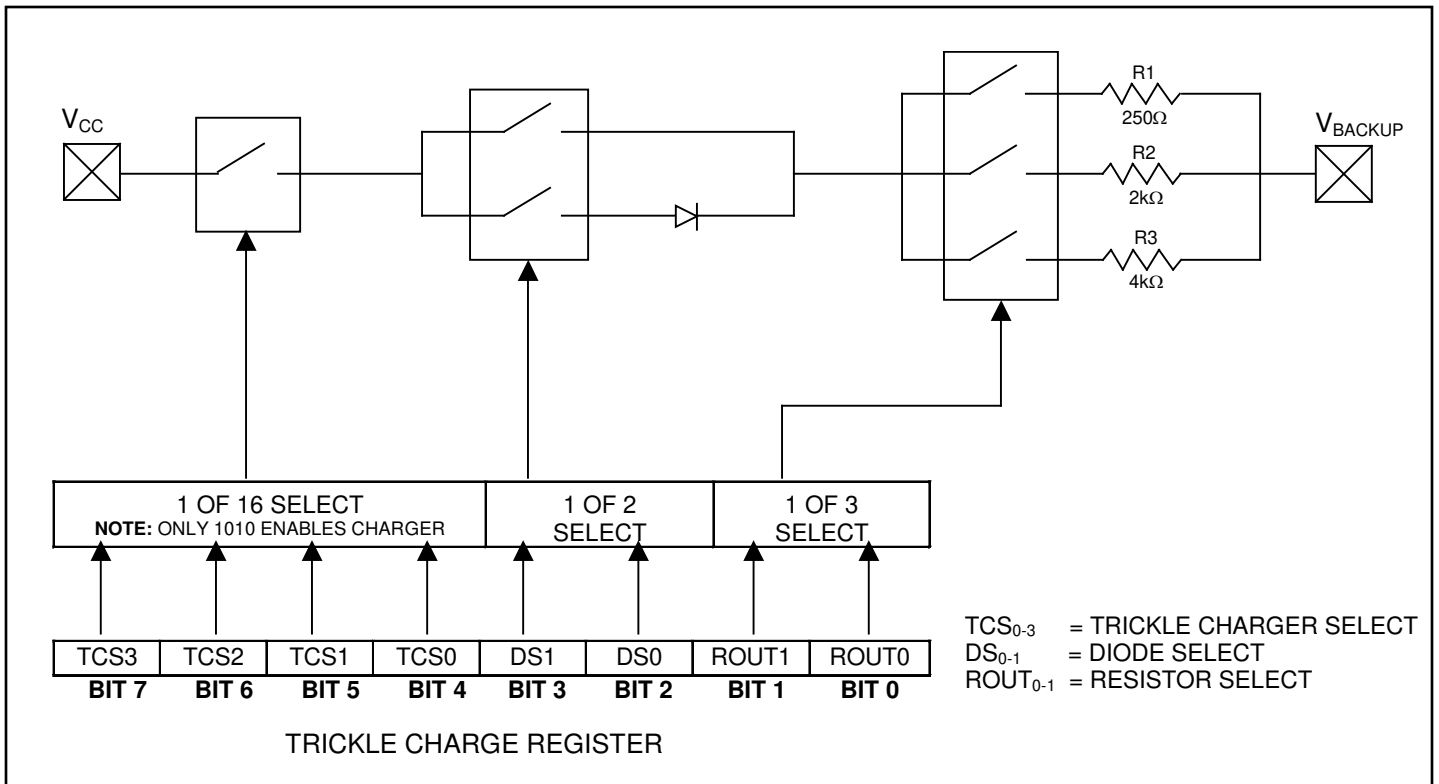 V_CC
R1
250Ω
V_BACKUP
R2
2kΩ
R3
4kΩ
1 OF 16 SELECT
NOTE: ONLY 1010 ENABLES CHARGER
1 OF 2
SELECT
1 OF 3
SELECT
TCS3 TCS2 TCS1 TCS0 DS1 DS0 ROUT1 ROUT0
BIT 7 BIT 6 BIT 5 BIT 4 BIT 3 BIT 2 BIT 1 BIT 0
TCS0-3 = TRICKLE CHARGER SELECT
DS0-1 = DIODE SELECT
ROUT0-1 = RESISTOR SELECT
TRICKLE CHARGE REGISTER